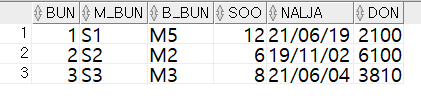 BUN M_BUN B_BUN SOO NALJA DON
1 1 S1 M5 12 21/06/19 2100
2 2 S2 M2 6 19/11/02 6100
3 3 S3 M3 8 21/06/04 3810